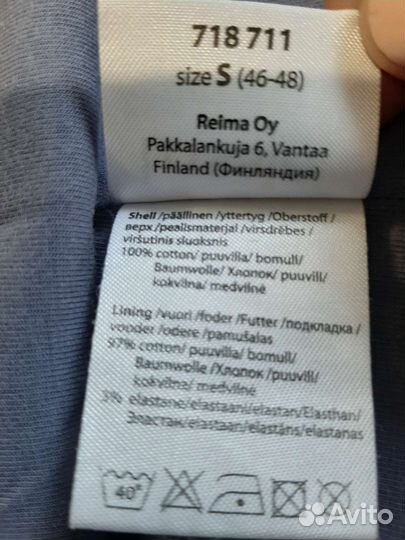 718 711
size S (46-48)
Reima Oy
Pakkalankuja 6, Vantaa
Finland (Финляндия)
Shell /päällinen /yttertyg /Oberstoff /
верх /pealismaterjal /virsdrēbes /
viršutinis sluoksnis
100% cotton/ puuvilla/ bomull/
Baumwolle/ Хлопок/ puuvill/
kokvilna/ medvilnė
Lining /vuori /foder /Futter /подкладка /
vooder /odere /pamušalas
97% cotton/ puuvilla/ bomull/
Baumwolle/Хлопок /puuvill/
kokvilna/ medvilnė
3% elastane/elastaani/elastan/Elasthan/
Эластан/elastaan/elastāns/elastanas
40°
Avito